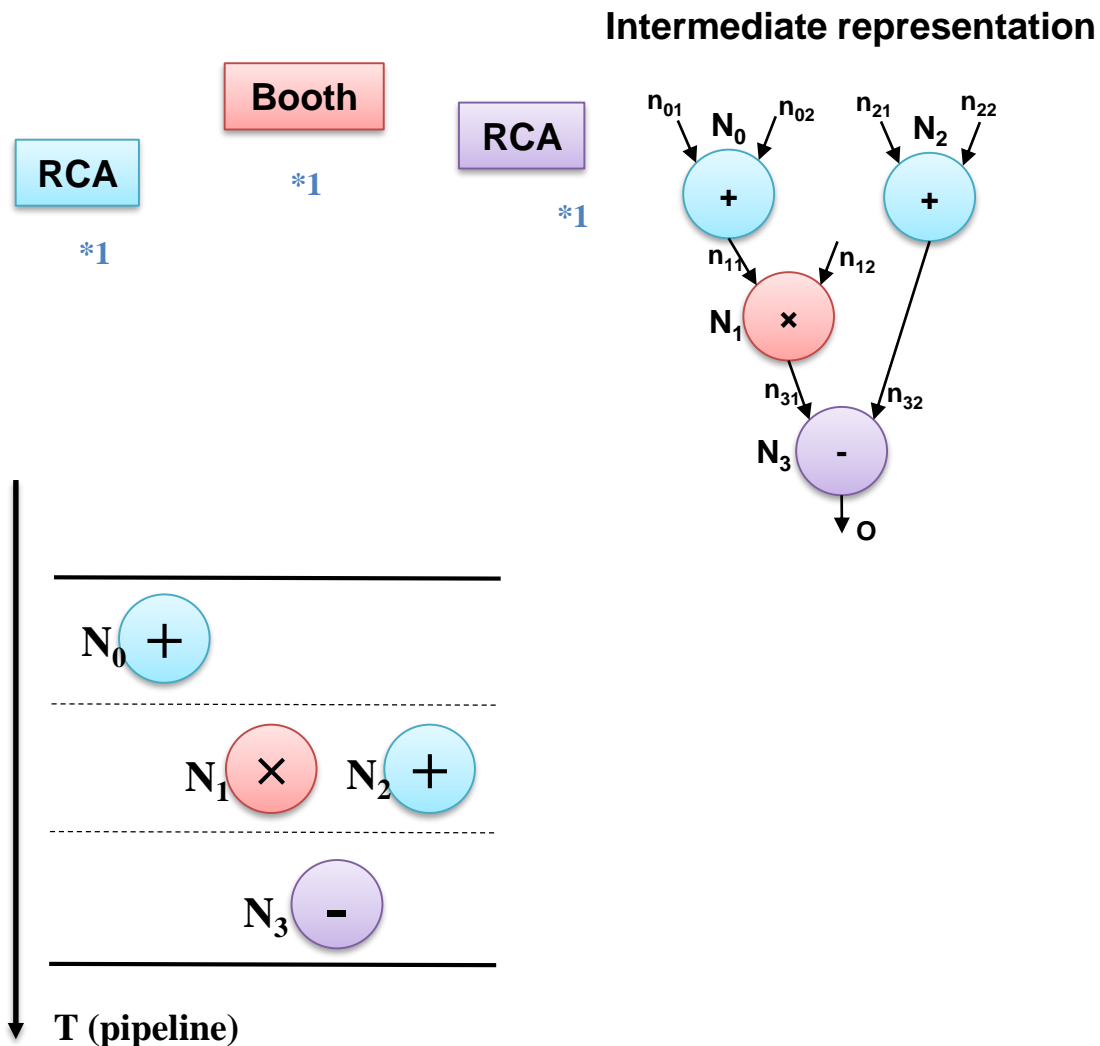 Intermediate representation
Booth
RCA
RCA
*1
*1
*1
n01
n02
N0
+
n21
n22
N2
+
n11
n12
N1
×
n31
n32
N3
-
O
N0
+
N1
×
N2
+
N3
-
T (pipeline)